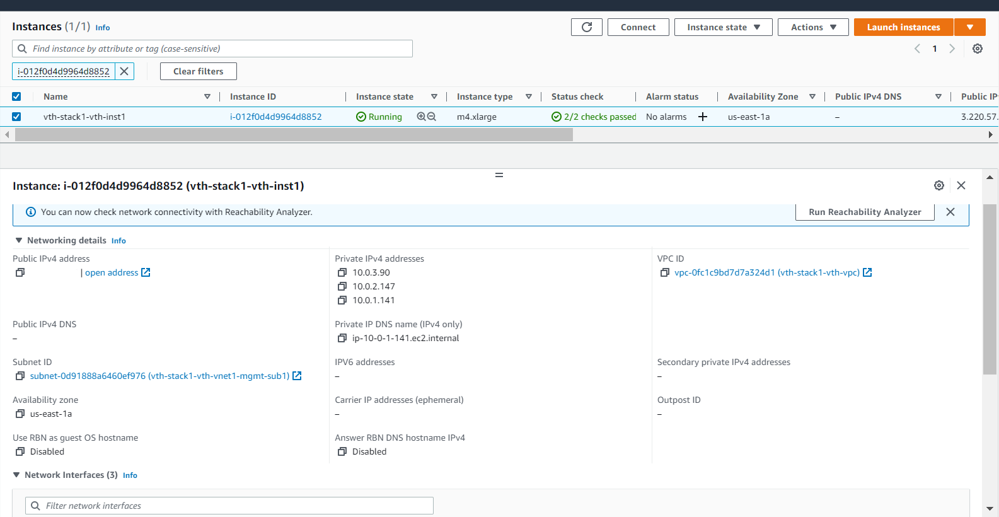 Instances (1/1) Info
Connect Instance state Actions Launch instances
Find instance by attribute or tag (case-sensitive)
1
i-012f0d4d9964d8852 Clear filters
Name Instance ID Instance state Instance type Status check Alarm status Availability Zone Public IPv4 DNS Public IP
vth-stack1-vth-inst1 i-012f0d4d9964d8852 Running m4.xlarge 2/2 checks passed No alarms + us-east-1a – 3.220.57.
Instance: i-012f0d4d9964d8852 (vth-stack1-vth-inst1)
You can now check network connectivity with Reachability Analyzer. Run Reachability Analyzer
Networking details Info
Public IPv4 address
| open address
Private IPv4 addresses
10.0.3.90
10.0.2.147
10.0.1.141
VPC ID
vpc-0fc1c9bd7d7a324d1 (vth-stack1-vth-vpc)
Public IPv4 DNS
–
Private IP DNS name (IPv4 only)
ip-10-0-1-141.ec2.internal
Subnet ID
subnet-0d91888a6460ef976 (vth-stack1-vth-vnet1-mgmt-sub1)
IPV6 addresses
–
Secondary private IPv4 addresses
–
Availability zone
us-east-1a
Carrier IP addresses (ephemeral)
–
Outpost ID
–
Use RBN as guest OS hostname
Disabled
Answer RBN DNS hostname IPv4
Disabled
Network Interfaces (3) Info
Filter network interfaces